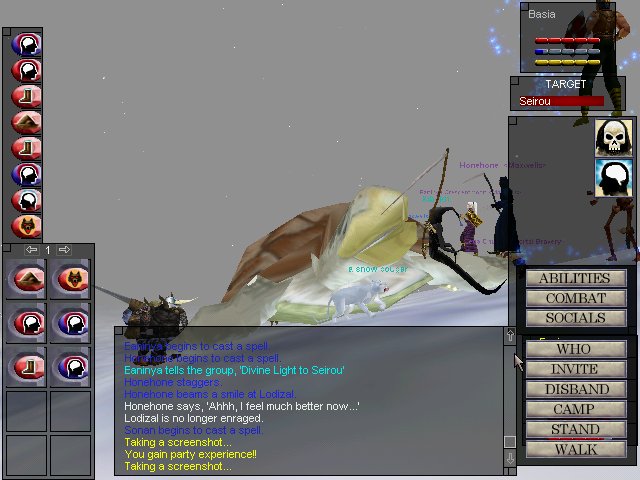 Basia
TARGET
Seirou
Honehone <Maxwells>
a snow cougar
1
ABILITIES
COMBAT
SOCIALS
WHO
INVITE
DISBAND
CAMP
STAND
WALK
Eaninya begins to cast a spell.
Honehone begins to cast a spell.
Eaninya tells the group, 'Divine Light to Seirou'
Honehone staggers.
Honehone beams a smile at Lodizal.
Honehone says, 'Ahhh, I feel much better now...'
Lodizal is no longer enraged.
Sonan begins to cast a spell.
Taking a screenshot...
You gain party experience!!
Taking a screenshot...